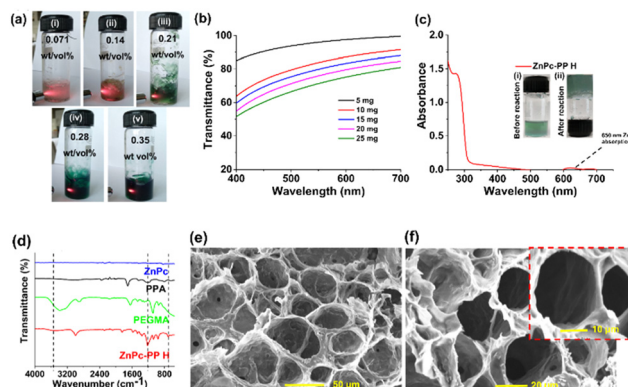 (a)
(i)
0.071
wt/vol%
(ii)
0.14
wt/vol%
(iii)
0.21
wt/vol%
(iv)
0.28
wt/vol%
(v)
0.35
wt vol%
(b)
Transmittance (%)
100
80
60
40
20
400
500
600
700
Wavelength (nm)
5 mg
10 mg
15 mg
20 mg
25 mg
(c)
Absorbance
2.0
1.5
1.0
0.5
0.0
300
400
500
600
700
800
Wavelength (nm)
ZnPc-PP H
(i)
Before reaction
(ii)
After reaction
absorption
(d)
Transmittance (%)
4000
3200
2400
1600
800
Wavenumber (cm-1)
ZnPc
PPA
PEGMA
ZnPc-PP H
(e)
50 μm
(f)
10 μm
20 μm